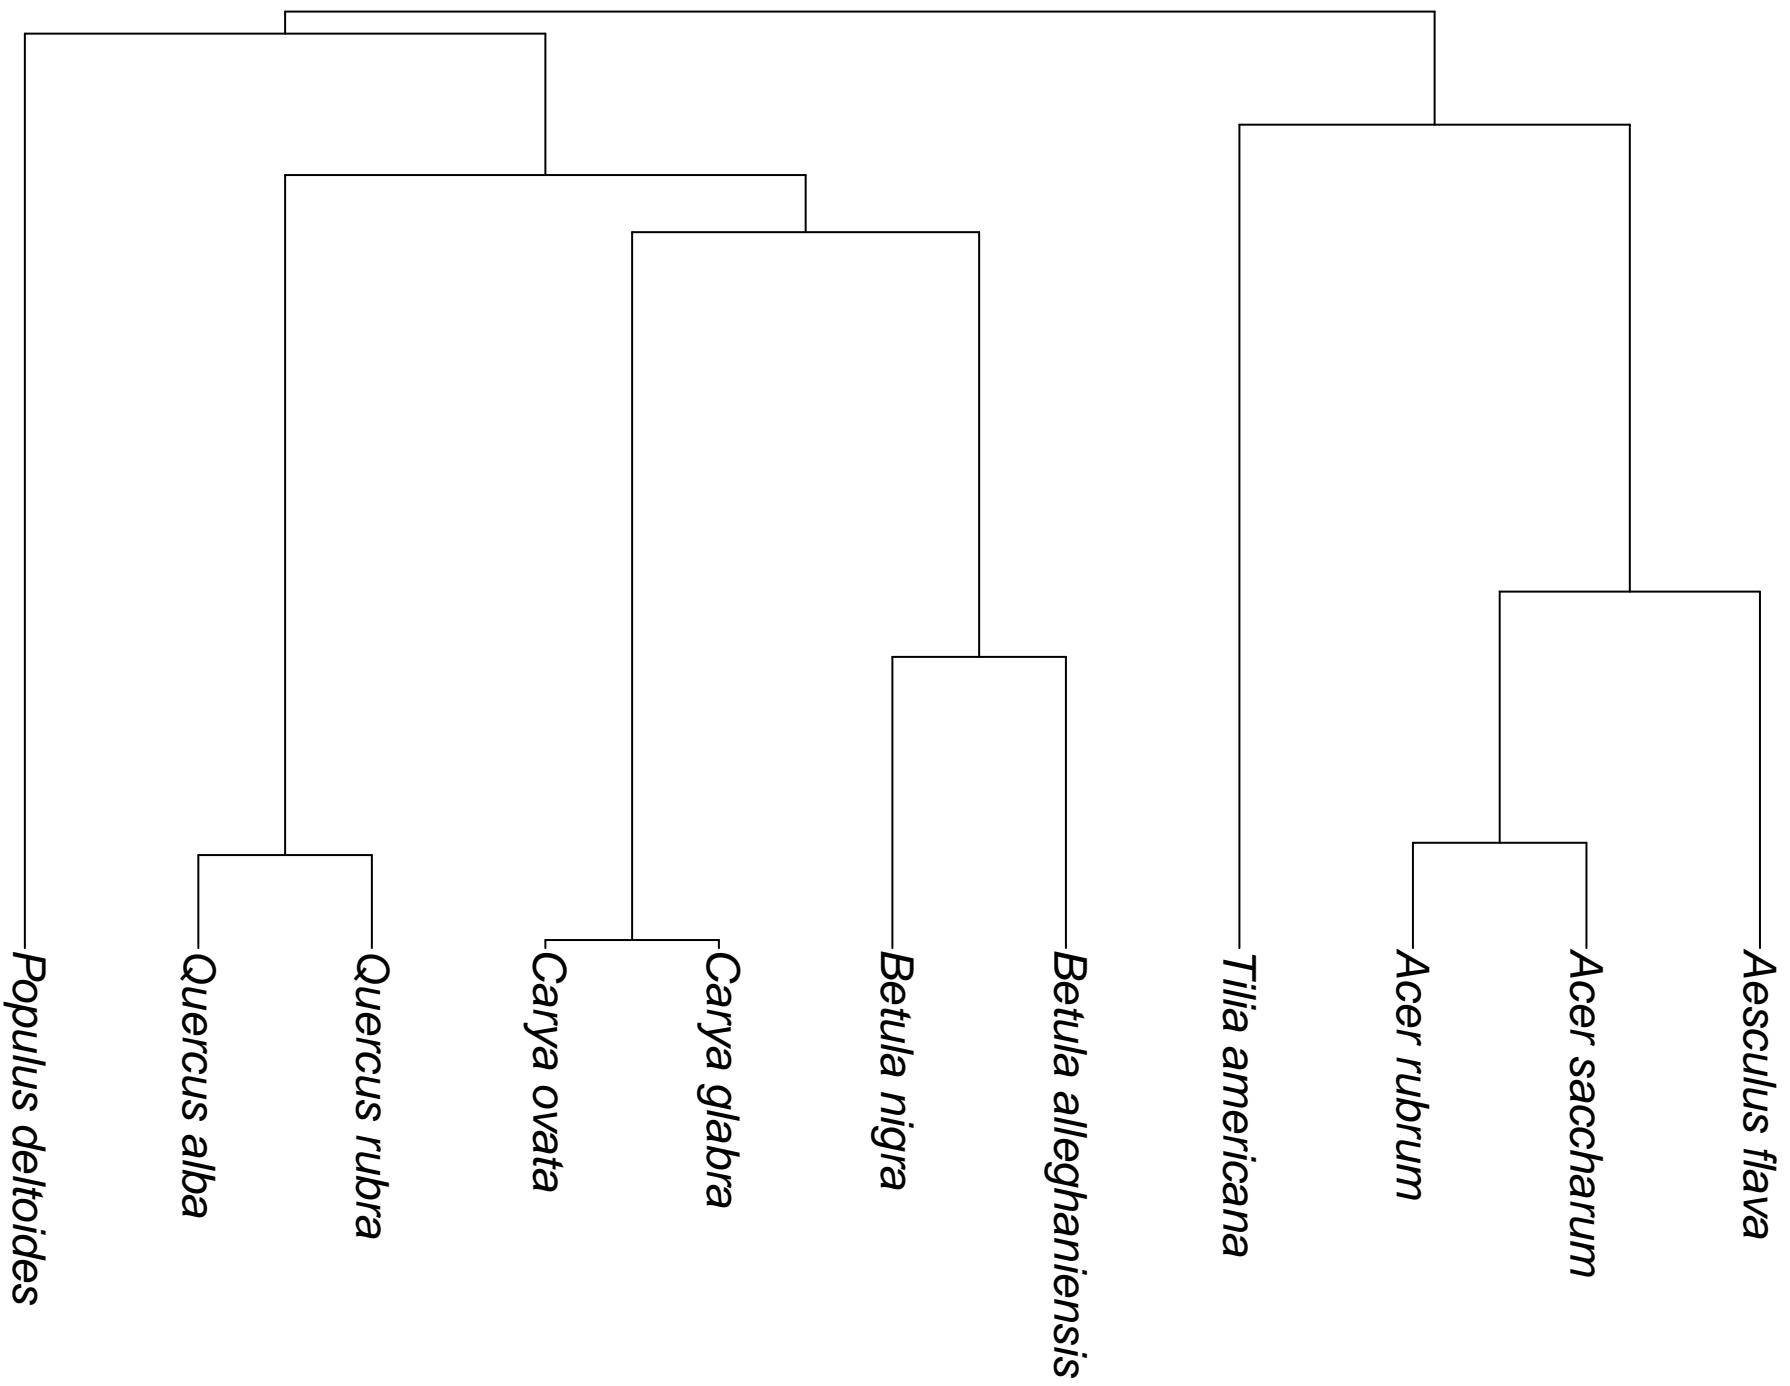 Populus deltoides
Quercus alba
Quercus rubra
Carya ovata
Carya glabra
Betula nigra
Betula alleghaniensis
Tilia americana
Acer rubrum
Acer saccharum
Aesculus flava